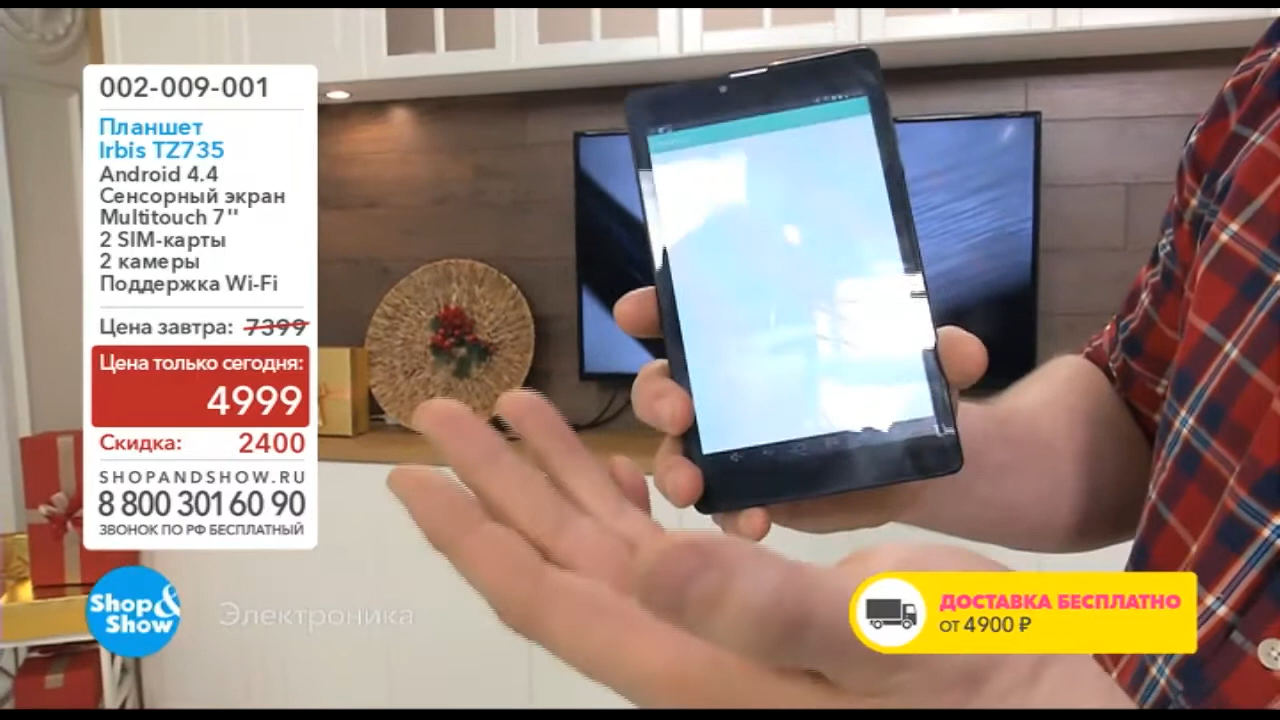 002-009-001
Планшет
Irbis TZ735
Android 4.4
Сенсорный экран
Multitouch 7''
2 SIM-карты
2 камеры
Поддержка Wi-Fi
Цена завтра: 7399
Цена только сегодня:
4999
Скидка: 2400
SHOPANDSHOW.RU
8 800 301 60 90
ЗВОНОК ПО РФ БЕСПЛАТНЫЙ
Shop&
Show
Электроника
ДОСТАВКА БЕСПЛАТНО
ОТ 4900 ₽